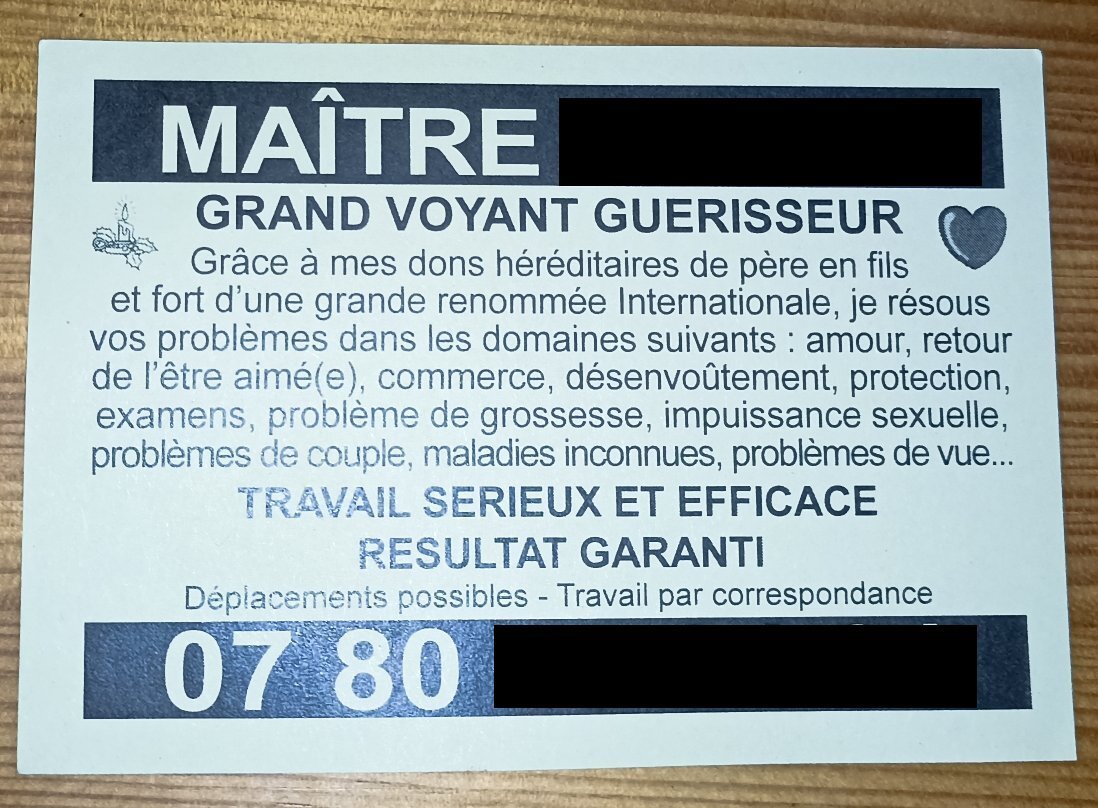 MAÎTRE
GRAND VOYANT GUERISSEUR
Grâce à mes dons héréditaires de père en fils
et fort d'une grande renommée Internationale, je résous
vos problèmes dans les domaines suivants : amour, retour
de l'être aimé(e), commerce, désenvoûtement, protection,
examens, problème de grossesse, impuissance sexuelle,
problèmes de couple, maladies inconnues, problèmes de vue...
TRAVAIL SERIEUX ET EFFICACE
RESULTAT GARANTI
Déplacements possibles - Travail par correspondance
07 80